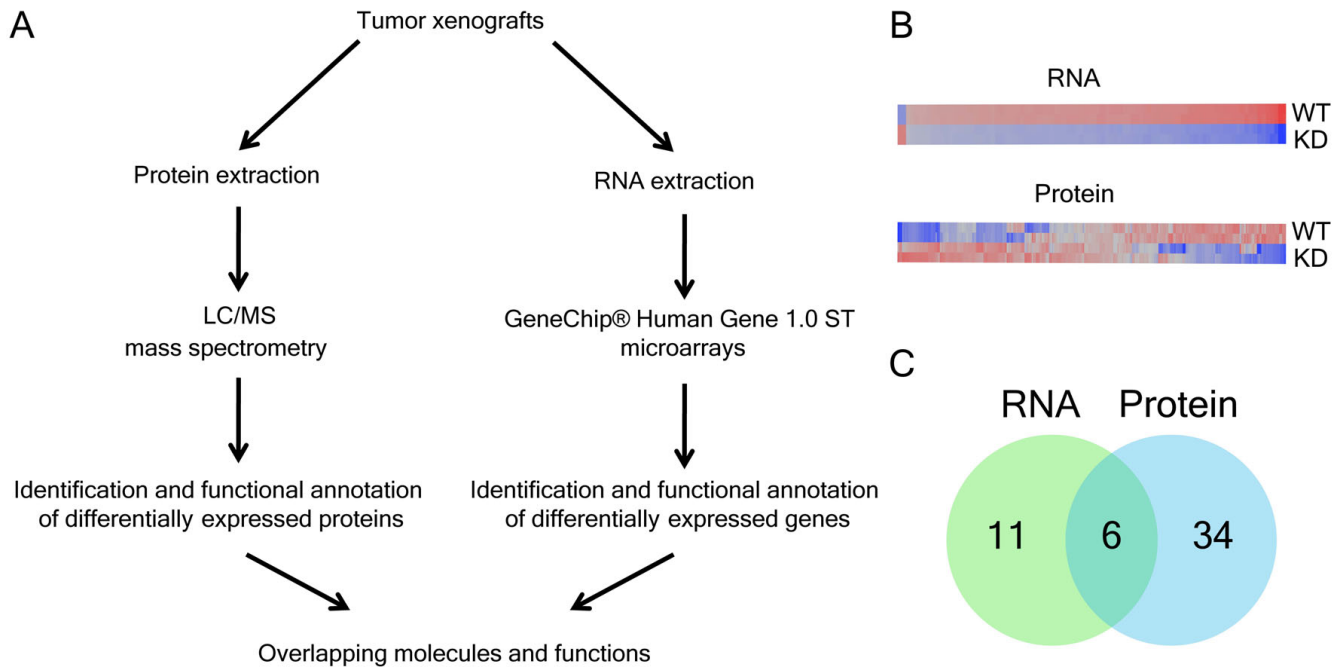 A
Tumor xenografts
Protein extraction
RNA extraction
LC/MS
mass spectrometry
GeneChip® Human Gene 1.0 ST
microarrays
Identification and functional annotation
of differentially expressed proteins
Identification and functional annotation
of differentially expressed genes
Overlapping molecules and functions
B
RNA
WT
KD
Protein
WT
KD
C
RNA
Protein
11
6
34